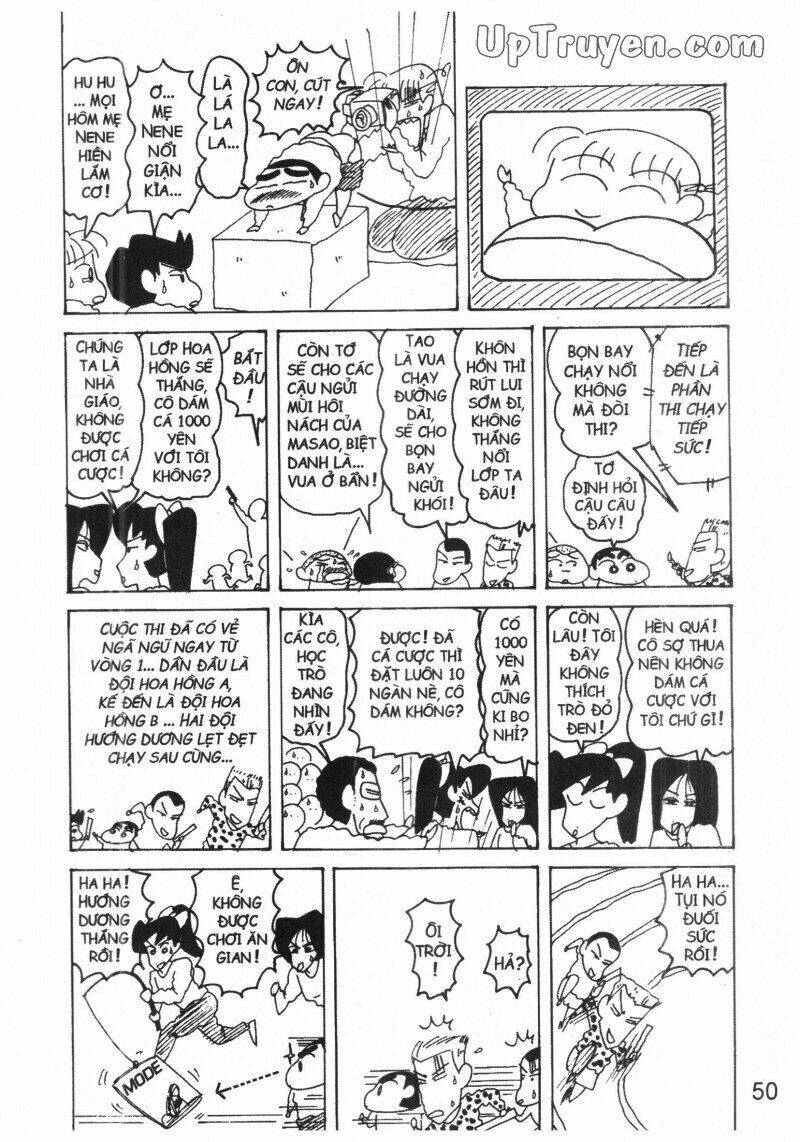 UpTruyen.com
ỒN
CON, CÚT
NGAY!
LÀ
LÁ
LA
LA...
Ơ...
MẸ
NENE
NỔI
GIẬN
KÌA...
HU HU
... MỌI
HÔM MẸ
NENE
HIỀN
LẮM
CƠ!
TIẾP
ĐẾN LÀ
PHẦN
THI CHẠY
TIẾP
SỨC!
BỌN BAY
CHẠY NỔI
KHÔNG
MÀ ĐÒI
THI?
TỚ
ĐỊNH HỎI
CẬU CÂU
ĐẤY!
KHÔN
HỒN THÌ
RÚT LUI
SỚM ĐI,
KHÔNG
THẮNG
NỔI
LỚP TA
ĐÂU!
TAO
LÀ VUA
CHẠY
ĐƯỜNG
DÀI,
SẼ CHO
BỌN
BAY
NGỬI
KHÓI!
CÒN TỚ
SẼ CHO CÁC
CẬU NGỬI
MÙI HÔI
NÁCH CỦA
MASAO, BIỆT
DANH LÀ...
VUA Ở BẨN!
BẮT
ĐẦU
!
LỚP HOA
HỒNG SẼ
THẮNG,
CÔ DÁM
CÁ 1000
YÊN
VỚI TÔI
KHÔNG?
CHÚNG
TA LÀ
NHÀ
GIÁO,
KHÔNG
ĐƯỢC
CHƠI CÁ
CƯỢC!
HÈN QUÁ!
CÔ SỢ THUA
NÊN KHÔNG
DÁM CÁ
CƯỢC VỚI
TÔI CHỨ GÌ!
CÒN
LÂU! TÔI
ĐÂY
KHÔNG
THÍCH
TRÒ ĐỎ
ĐEN!
CÓ
1000
YÊN
MÀ
CŨNG
KI BO
NHỈ?
ĐƯỢC! ĐÃ
CÁ CƯỢC THÌ
ĐẶT LUÔN 10
NGÀN NÈ, CÔ
DÁM KHÔNG?
KÌA
CÁC CÔ,
HỌC
TRÒ
ĐANG
NHÌN
ĐẤY!
CUỘC THI ĐÃ CÓ VẺ
NGÃ NGŨ NGAY TỪ
VÒNG 1... DẪN ĐẦU LÀ
ĐỘI HOA HỒNG A,
KẾ ĐẾN LÀ ĐỘI HOA
HỒNG B ... HAI ĐỘI
HƯỚNG DƯƠNG LẸT ĐẸT
CHẠY SAU CÙNG...
HA HA...
TỤI NÓ
ĐUỐI
SỨC
RỒI!
HẢ?
ÔI
TRỜI
!
Ê,
KHÔNG
ĐƯỢC
CHƠI ĂN
GIAN!
HA HA!
HƯỚNG
DƯƠNG
THẮNG
RỒI!
MODE
50